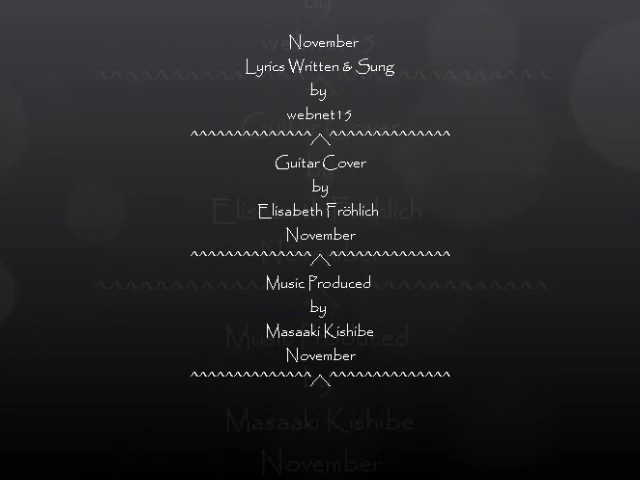 November
Lyrics Written & Sung
by
webnet15
^^^^^^^^^^^^^^/\^^^^^^^^^^^^^^
Guitar Cover
by
Elisabeth Fröhlich
November
^^^^^^^^^^^^^^/\^^^^^^^^^^^^^^
Music Produced
by
Masaaki Kishibe
November
^^^^^^^^^^^^^^/\^^^^^^^^^^^^^^